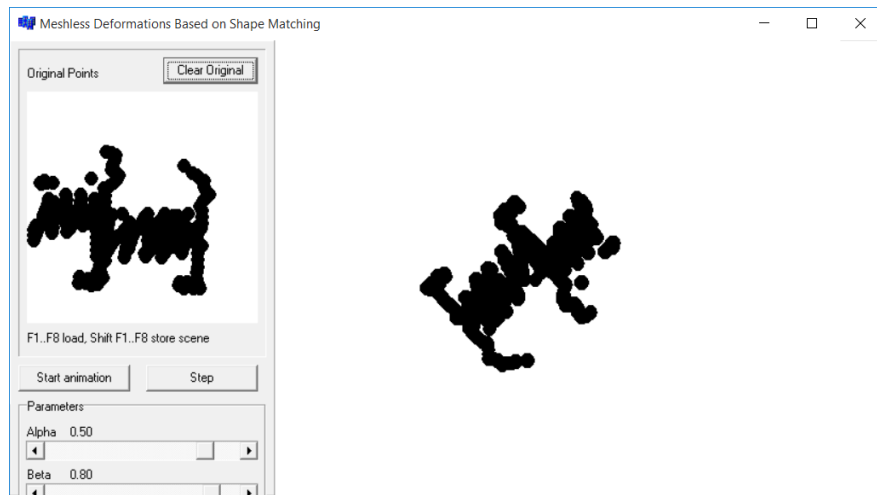 Meshless Deformations Based on Shape Matching
Original Points
Clear Original
F1..F8 load, Shift F1..F8 store scene
Start animation
Step
Parameters
Alpha 0.50
Beta 0.80